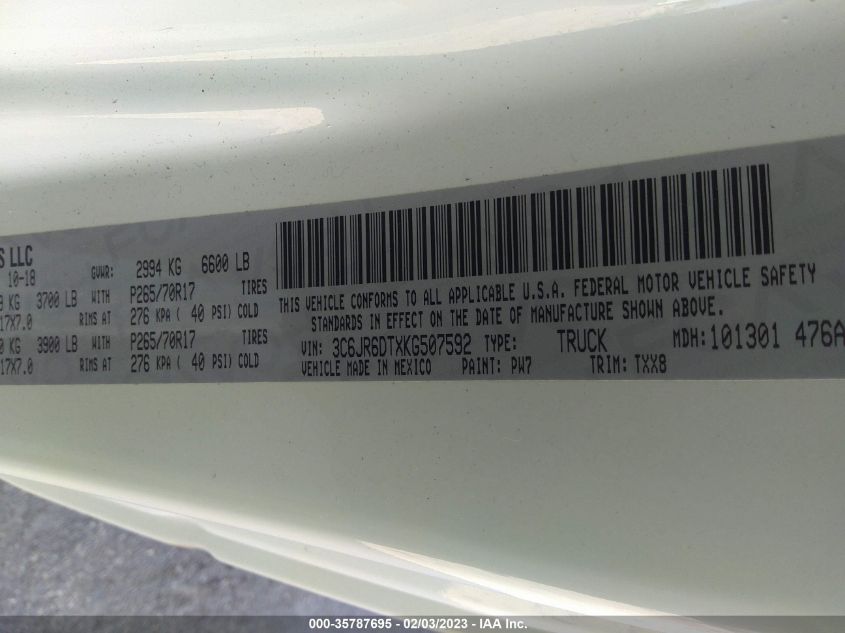 S LLC
10-18 GVWR: 2994 KG 6600 LB
KG 3700 LB WITH P265/70R17 TIRES
17X7.0 RIMS AT 276 KPA ( 40 PSI) COLD
KG 3900 LB WITH P265/70R17 TIRES
17X7.0 RIMS AT 276 KPA ( 40 PSI) COLD
THIS VEHICLE CONFORMS TO ALL APPLICABLE U.S.A. FEDERAL MOTOR VEHICLE SAFETY
STANDARDS IN EFFECT ON THE DATE OF MANUFACTURE SHOWN ABOVE.
VIN: 3C6JR6DTXKG507592 TYPE: TRUCK MDH: 101301 476A
VEHICLE MADE IN MEXICO PAINT: PW7 TRIM: TXX8
000-35787695 - 02/03/2023 - IAA Inc.